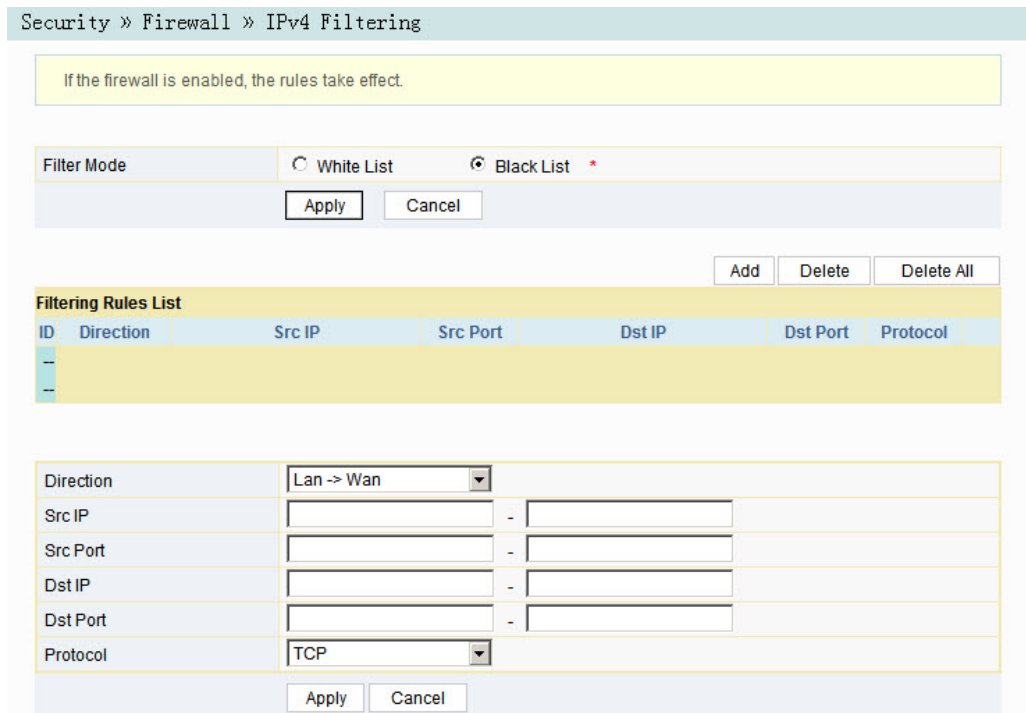 Security » Firewall » IPv4 Filtering
If the firewall is enabled, the rules take effect.
Filter Mode White List Black List *
Apply Cancel
Add Delete Delete All
Filtering Rules List
ID Direction Src IP Src Port Dst IP Dst Port Protocol
--
--
Direction Lan -> Wan
Src IP -
Src Port -
Dst IP -
Dst Port -
Protocol TCP
Apply Cancel